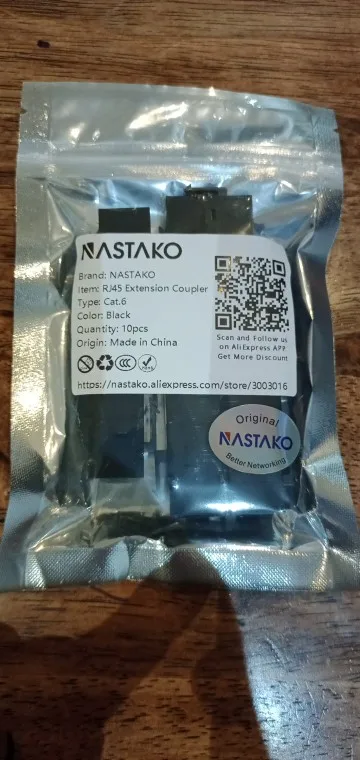 NASTAKO
Brand: NASTAKO
Item: RJ45 Extension Coupler
Type: Cat.6
Color: Black
Quantity: 10pcs
Origin: Made in China
Scan and Follow us
on AliExpress APP
Get More Discount
https://nastako.aliexpress.com/store/3003016
Original
NASTAKO
Better Networking